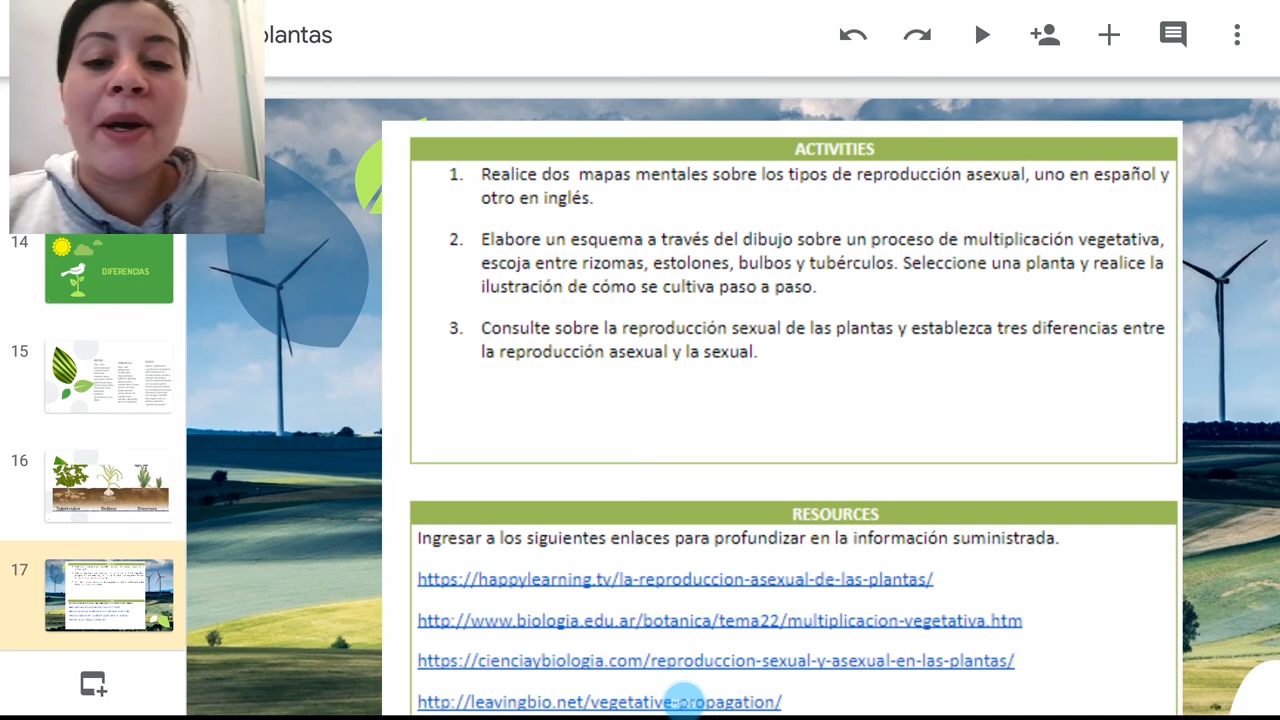 plantas
ACTIVITIES
1. Realice dos mapas mentales sobre los tipos de reproducción asexual, uno en español y
otro en inglés.
2. Elabore un esquema a través del dibujo sobre un proceso de multiplicación vegetativa,
escoja entre rizomas, estolones, bulbos y tubérculos. Seleccione una planta y realice la
ilustración de cómo se cultiva paso a paso.
3. Consulte sobre la reproducción sexual de las plantas y establezca tres diferencias entre
la reproducción asexual y la sexual.
RESOURCES
Ingresar a los siguientes enlaces para profundizar en la información suministrada.
https://happylearning.tv/la-reproduccion-asexual-de-las-plantas/
http://www.biologia.edu.ar/botanica/tema22/multiplicacion-vegetativa.htm
https://cienciaybiologia.com/reproduccion-sexual-y-asexual-en-las-plantas/
http://leavingbio.net/vegetative-propagation/
14
DIFERENCIAS
15
16
17